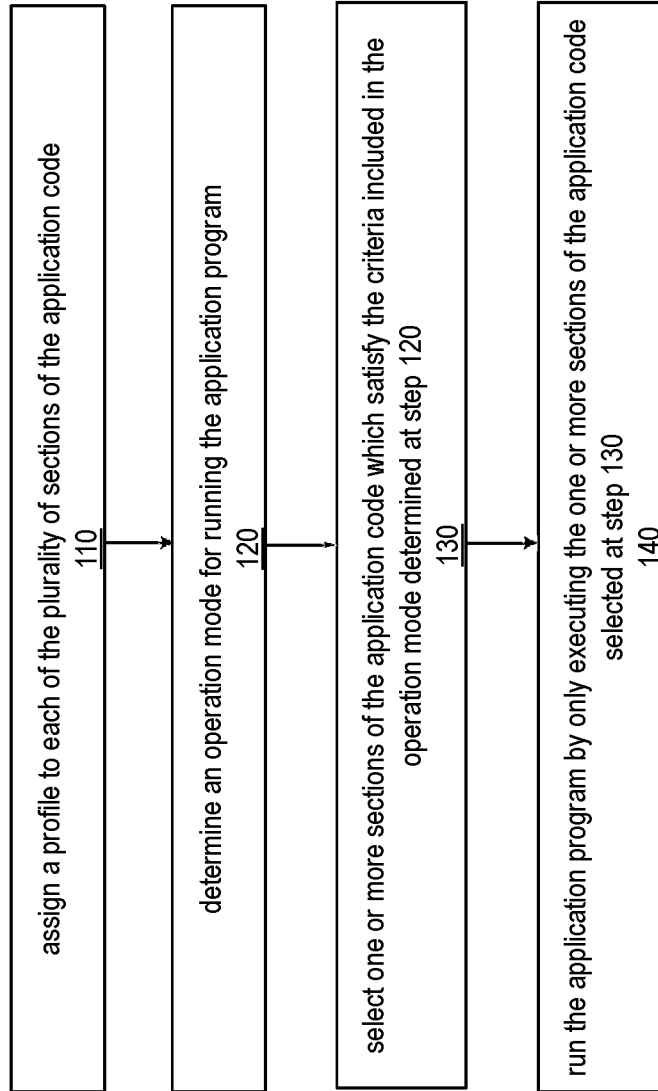 assign a profile to each of the plurality of sections of the application code
110
determine an operation mode for running the application program
120
select one or more sections of the application code which satisfy the criteria included in the
operation mode determined at step 120
130
run the application program by only executing the one or more sections of the application code
selected at step 130
140